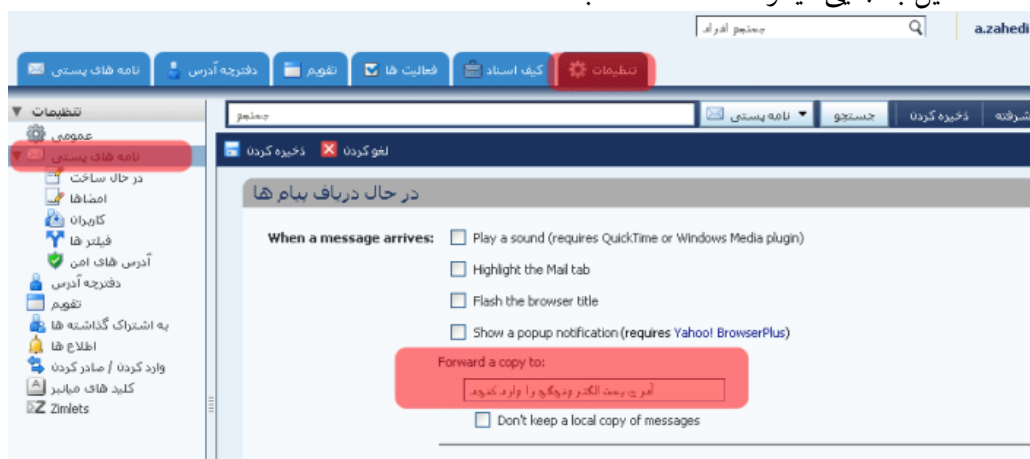 جستجو افراد
a.zahedi
نامه های پستی
دفترچه آدرس
تقویم
فعالیت ها
کیف اسناد
تنظیمات
تنظیمات
جستجو
نامه پستی
جستجو
ذخیره کردن
عمومی
نامه های پستی
ذخیره کردن
لغو کردن
در حال ساخت
امضاها
کاربران
فیلتر ها
آدرس های امن
دفترچه آدرس
تقویم
به اشتراک گذاشته ها
اطلاع ها
وارد کردن / صادر کردن
کلید های میانبر
Zimlets
در حال دریاف پیام ها
When a message arrives:
Play a sound (requires QuickTime or Windows Media plugin)
Highlight the Mail tab
Flash the browser title
Show a popup notification (requires Yahoo! BrowserPlus)
Forward a copy to:
آدرس پست الکترونیکی را وارد کنید
Don't keep a local copy of messages